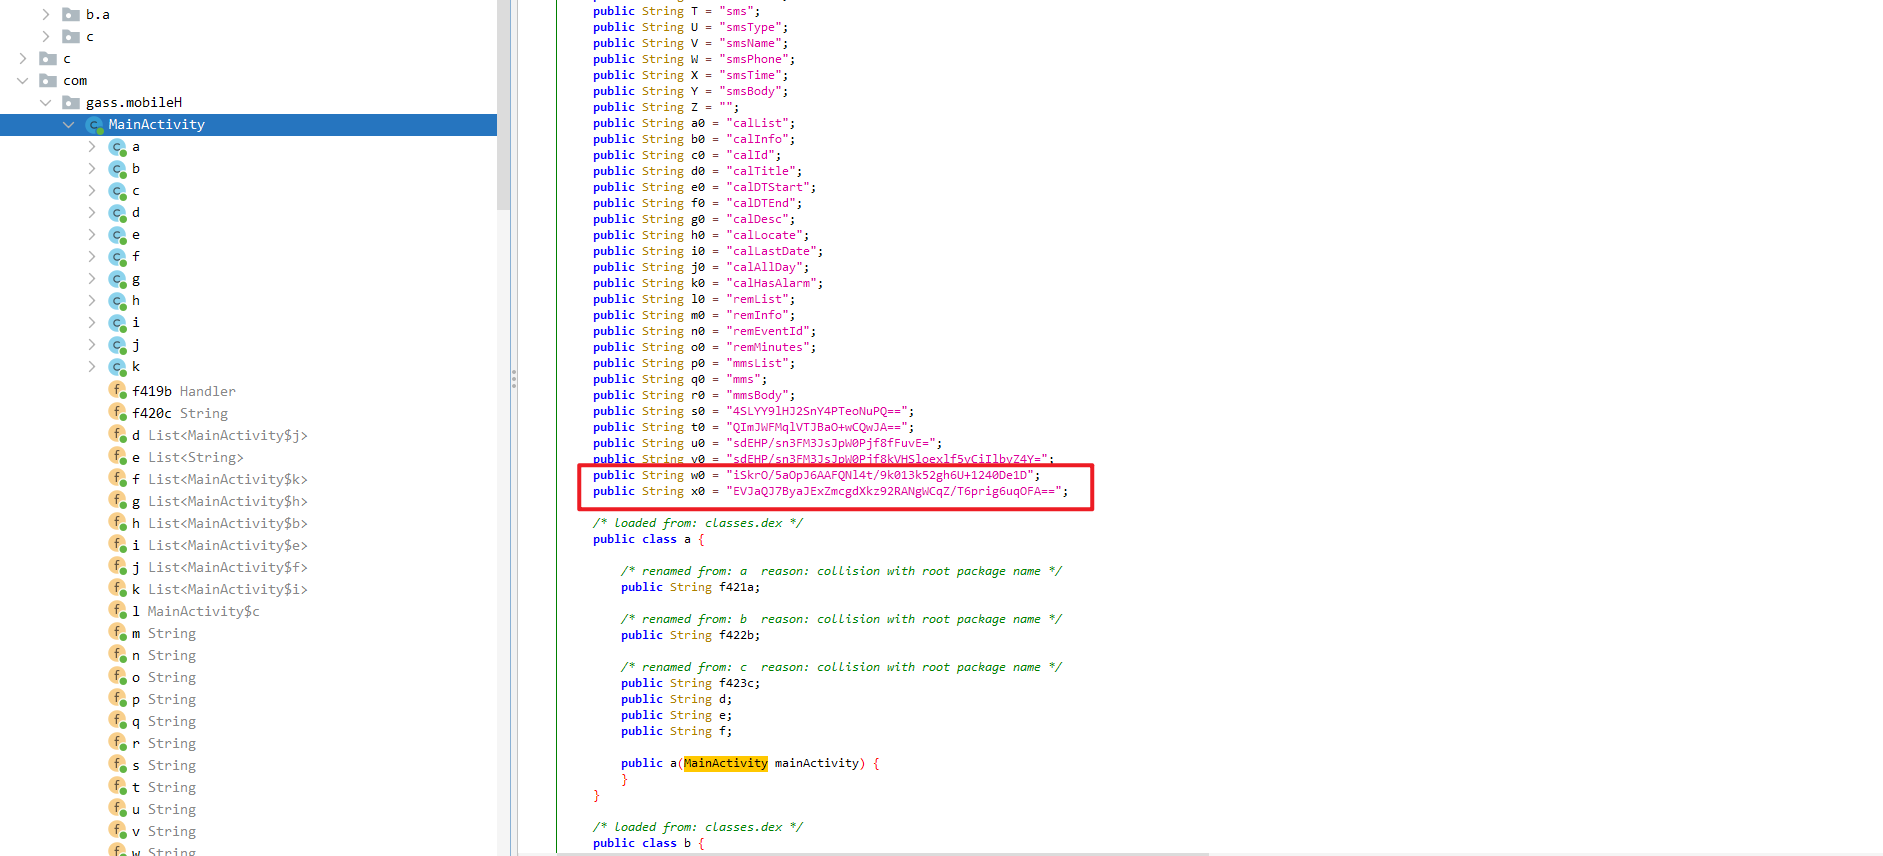 b.a
c
c
com
gass.mobileH
MainActivity
a
b
c
d
e
f
g
h
i
j
k
f419b Handler
f420c String
d List<MainActivity$j>
e List<String>
f List<MainActivity$k>
g List<MainActivity$h>
h List<MainActivity$b>
i List<MainActivity$e>
j List<MainActivity$f>
k List<MainActivity$i>
l MainActivity$c
m String
n String
o String
p String
q String
r String
s String
t String
u String
v String
w String
public String T = "sms";
public String U = "smsType";
public String V = "smsName";
public String W = "smsPhone";
public String X = "smsTime";
public String Y = "smsBody";
public String Z = "";
public String a0 = "calList";
public String b0 = "calInfo";
public String c0 = "calId";
public String d0 = "calTitle";
public String e0 = "calDTStart";
public String f0 = "calDTEnd";
public String g0 = "calDesc";
public String h0 = "calLocate";
public String i0 = "calLastDate";
public String j0 = "calAllDay";
public String k0 = "calHasAlarm";
public String l0 = "remList";
public String m0 = "remInfo";
public String n0 = "remEventId";
public String o0 = "remMinutes";
public String p0 = "mmsList";
public String q0 = "mms";
public String r0 = "mmsBody";
public String s0 = "4SLYY9lHJ2SnY4PTeoNuPQ==";
public String t0 = "QImJWFMqlVTJBaO+wCQwJA==";
public String u0 = "sdEHP/sn3FM3JsJpW0Pjf8fFuvE=";
public String v0 = "sdEHP/sn3FM3JsJpW0Pjf8kVHSloexlf5vCiIlbvZ4Y=";
public String w0 = "iSkrO/5aOpJ6AAFQNl4t/9k013k52gh6U+1240De1D";
public String x0 = "EVJaQJ7ByaJExZmcgdXkz92RANgWCqZ/T6prig6uqOFA==";
/* loaded from: classes.dex */
public class a {
/* renamed from: a  reason: collision with root package name */
public String f421a;
/* renamed from: b  reason: collision with root package name */
public String f422b;
/* renamed from: c  reason: collision with root package name */
public String f423c;
public String d;
public String e;
public String f;
public a(MainActivity mainActivity) {
}
}
/* loaded from: classes.dex */
public class b {